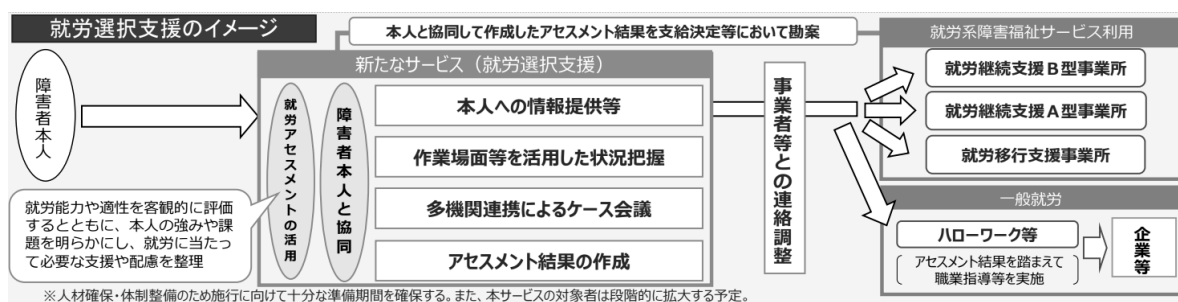 就労選択支援のイメージ
本人と協同して作成したアセスメント結果を支給決定等において勘案
障害者本人
新たなサービス（就労選択支援）
就労アセスメントの活用
障害者本人と協同
本人への情報提供等
作業場面等を活用した状況把握
多機関連携によるケース会議
アセスメント結果の作成
就労能力や適性を客観的に評価
するとともに、本人の強みや課
題を明らかにし、就労に当たっ
て必要な支援や配慮を整理
事業者等との連絡調整
就労系障害福祉サービス利用
就労継続支援Ｂ型事業所
就労継続支援Ａ型事業所
就労移行支援事業所
一般就労
ハローワーク等
アセスメント結果を踏まえて
職業指導等を実施
企業等
※人材確保・体制整備のため施行に向けて十分な準備期間を確保する。また、本サービスの対象者は段階的に拡大する予定。